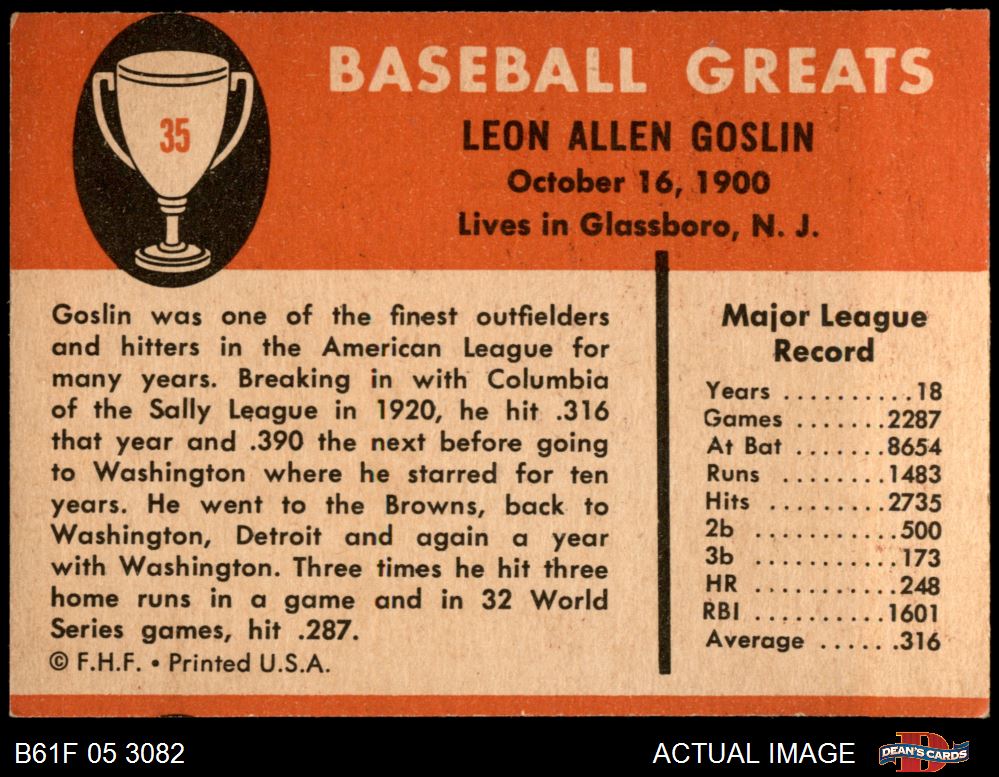 35
BASEBALL GREATS
LEON ALLEN GOSLIN
October 16, 1900
Lives in Glassboro, N. J.
Goslin was one of the finest outfielders
and hitters in the American League for
many years. Breaking in with Columbia
of the Sally League in 1920, he hit .316
that year and .390 the next before going
to Washington where he starred for ten
years. He went to the Browns, back to
Washington, Detroit and again a year
with Washington. Three times he hit three
home runs in a game and in 32 World
Series games, hit .287.
© F.H.F. • Printed U.S.A.
Major League
Record
Years ..........18
Games .......2287
At Bat .......8654
Runs ........1483
Hits .........2735
2b ...........500
3b ...........173
HR ...........248
RBI ..........1601
Average ......316
B61F 05 3082
ACTUAL IMAGE
D
DEAN'S CARDS